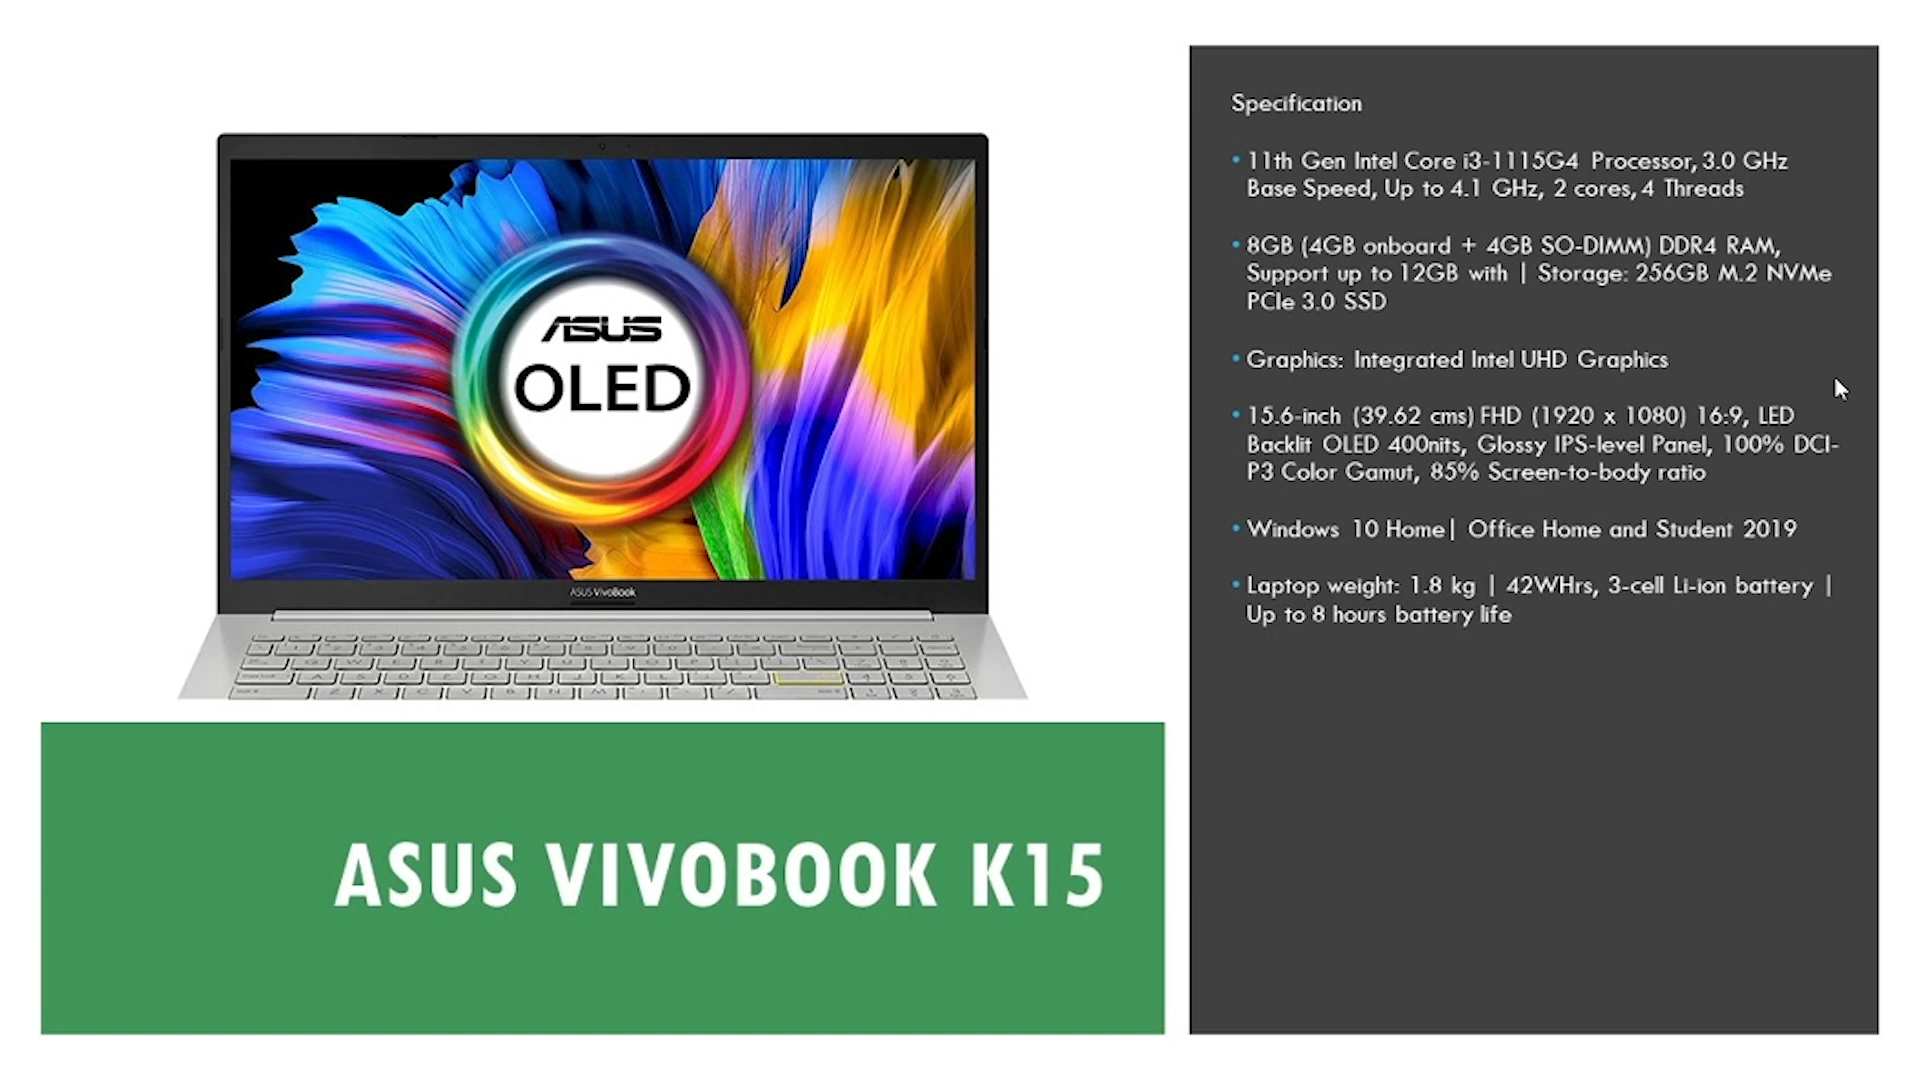 Specification
• 11th Gen Intel Core i3-1115G4 Processor, 3.0 GHz
Base Speed, Up to 4.1 GHz, 2 cores, 4 Threads
• 8GB (4GB onboard + 4GB SO-DIMM) DDR4 RAM,
Support up to 12GB with | Storage: 256GB M.2 NVMe
PCIe 3.0 SSD
• Graphics: Integrated Intel UHD Graphics
• 15.6-inch (39.62 cms) FHD (1920 x 1080) 16:9, LED
Backlit OLED 400nits, Glossy IPS-level Panel, 100% DCI-
P3 Color Gamut, 85% Screen-to-body ratio
• Windows 10 Home| Office Home and Student 2019
• Laptop weight: 1.8 kg | 42WHrs, 3-cell Li-ion battery |
Up to 8 hours battery life
ASUS
OLED
ASUS VivoBook
ASUS VIVOBOOK K15